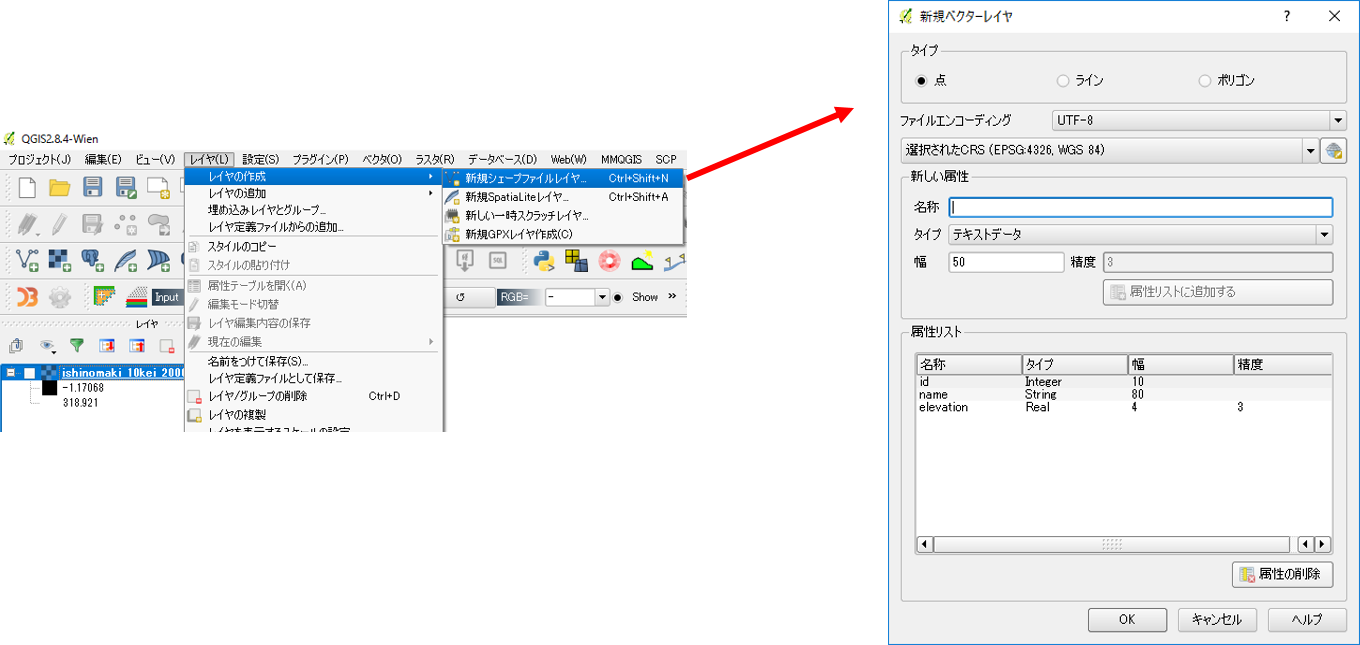 QGIS2.8.4-Wien
プロジェクト(J) 編集(E) ビュー(V) レイヤ(L) 設定(S) プラグイン(P) ベクタ(O) ラスタ(R) データベース(D) Web(W) MMQGIS SCP
レイヤの作成
レイヤの追加
埋め込みレイヤとグループ...
レイヤ定義ファイルからの追加...
スタイルのコピー
スタイルの貼り付け
属性テーブルを開く(A)
編集モード切替
レイヤ編集内容の保存
現在の編集
名前をつけて保存(S)...
レイヤ定義ファイルとして保存...
レイヤ/グループの削除 Ctrl+D
レイヤの複製
レイヤを表示するスケールの設定
新規シェープファイルレイヤ... Ctrl+Shift+N
新規SpatiaLiteレイヤ... Ctrl+Shift+A
新しい一時スクラッチレイヤ...
新規GPXレイヤ作成(C)
SQL
Input
RGB= - Show »
レイヤ
ishinomaki_10kei_200
-1.17068
318.921
新規ベクターレイヤ ?
タイプ
点 ライン ポリゴン
ファイルエンコーディング UTF-8
選択されたCRS (EPSG:4326, WGS 84)
新しい属性
名称
タイプ テキストデータ
幅 50 精度 3
属性リストに追加する
属性リスト
名称 タイプ 幅 精度
id Integer 10
name String 80
elevation Real 4 3
属性の削除
OK キャンセル ヘルプ